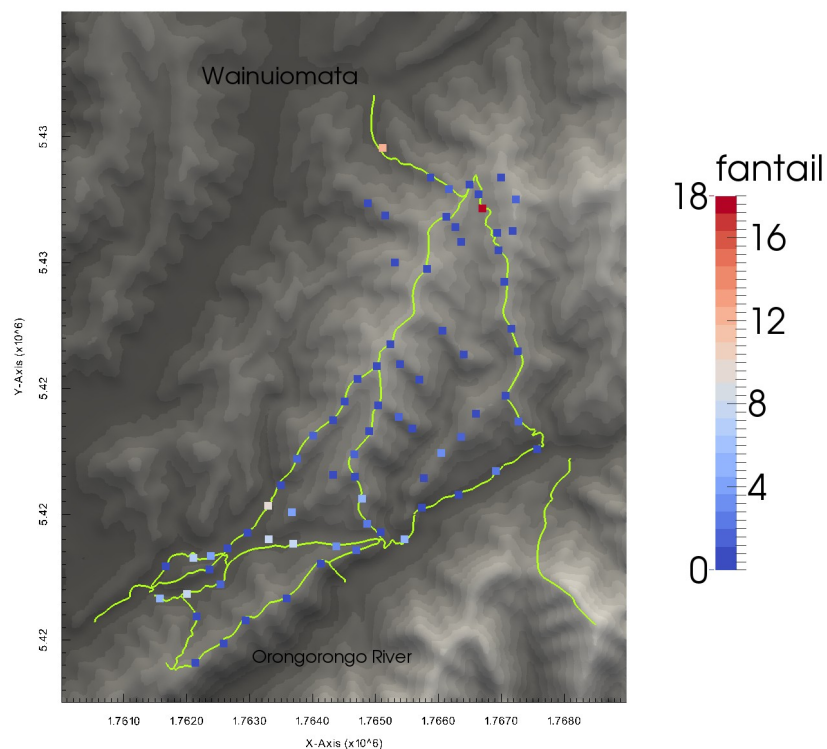 Wainuiomata
Orongorongo River
Y-Axis (x10^6)
5.43
5.43
5.42
5.42
5.42
1.7610 1.7620 1.7630 1.7640 1.7650 1.7660 1.7670 1.7680
X-Axis (x10^6)
fantail
18
16
12
8
4
0